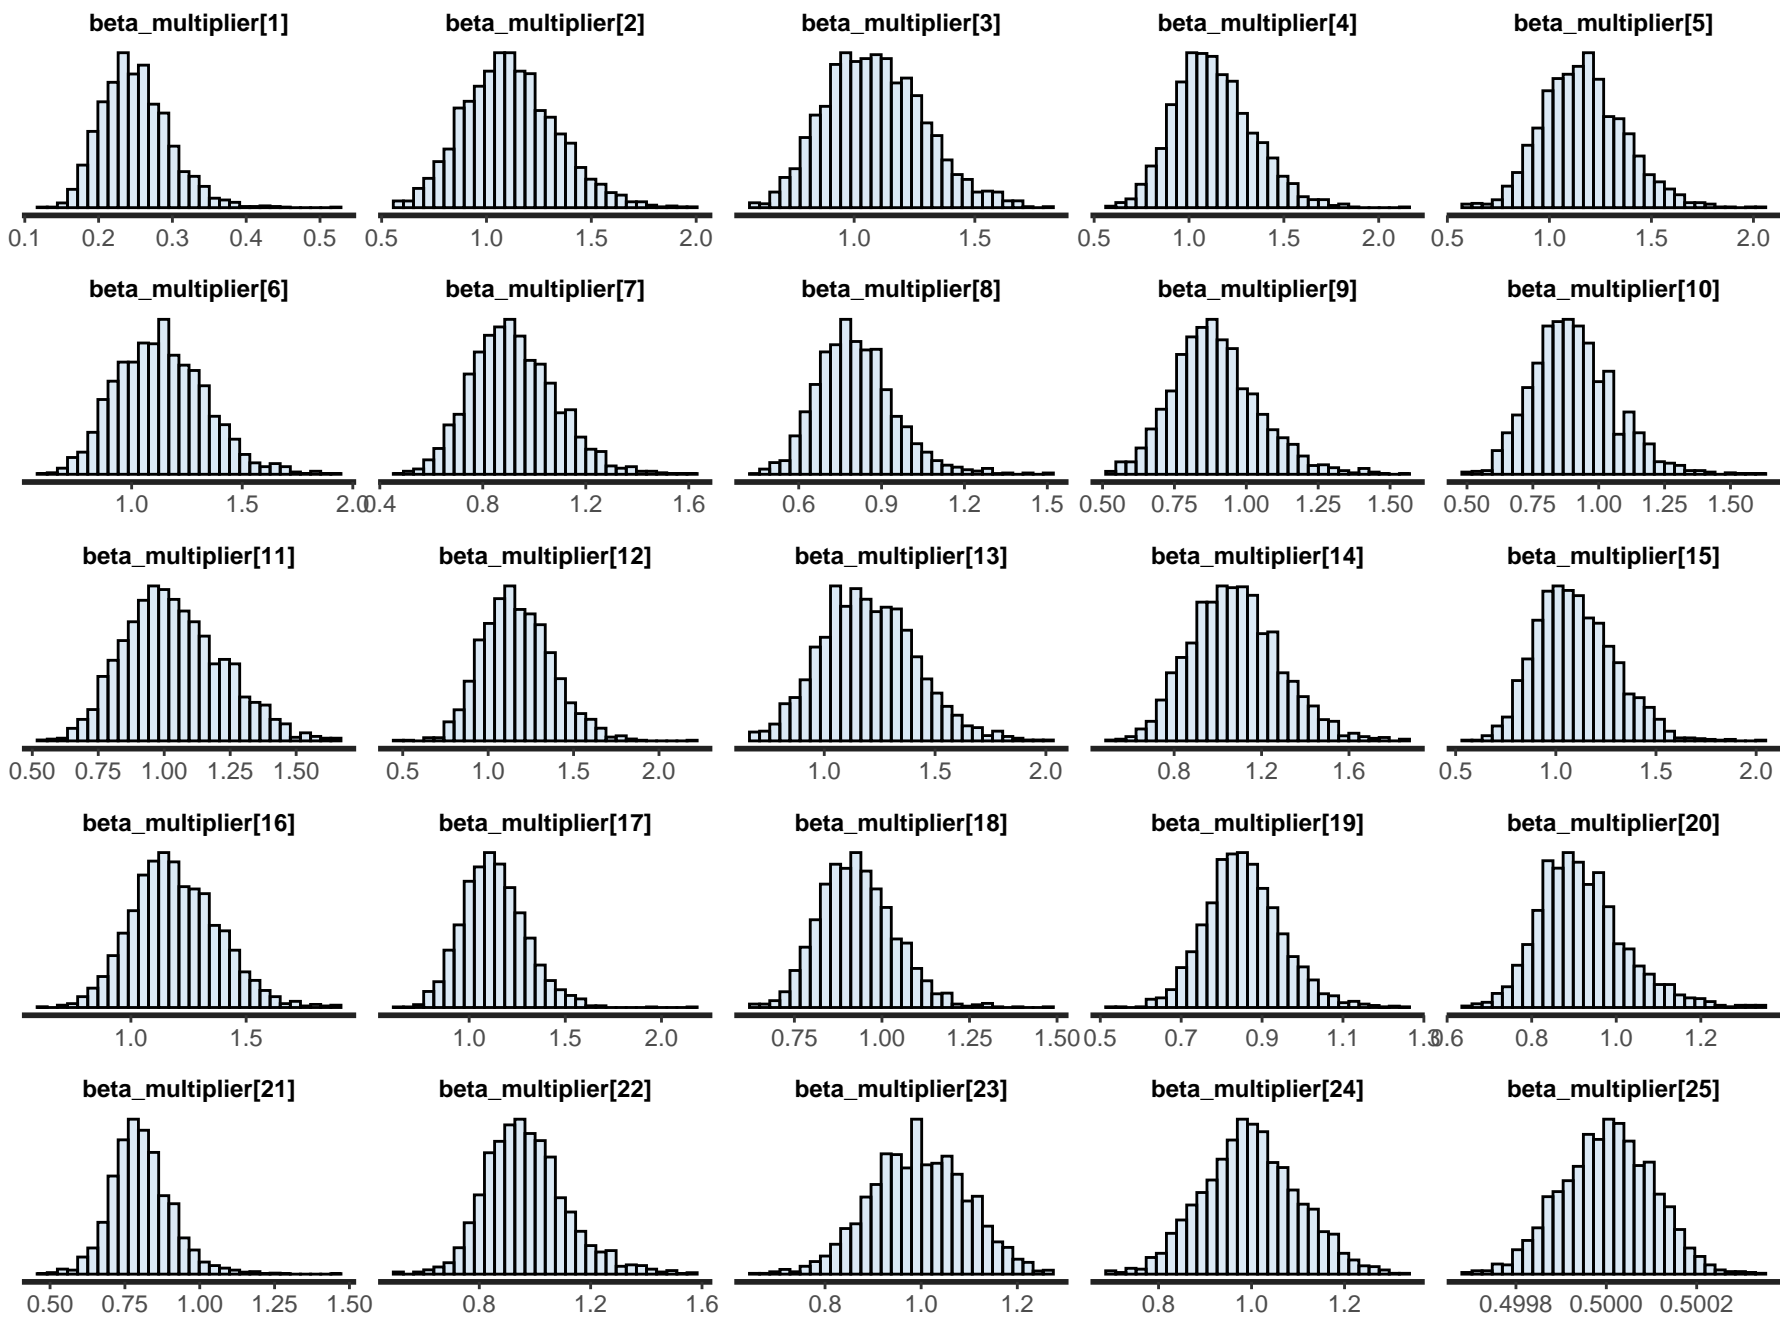 beta_multiplier[1] beta_multiplier[2] beta_multiplier[3] beta_multiplier[4] beta_multiplier[5]
0.1 0.2 0.3 0.4 0.5 0.5 1.0 1.5 2.0 1.0 1.5 0.5 1.0 1.5 2.0 0.5 1.0 1.5 2.0
beta_multiplier[6] beta_multiplier[7] beta_multiplier[8] beta_multiplier[9] beta_multiplier[10]
1.0 1.5 2.0 0.4 0.8 1.2 1.6 0.6 0.9 1.2 1.5 0.50 0.75 1.00 1.25 1.50 0.50 0.75 1.00 1.25 1.50
beta_multiplier[11] beta_multiplier[12] beta_multiplier[13] beta_multiplier[14] beta_multiplier[15]
0.50 0.75 1.00 1.25 1.50 0.5 1.0 1.5 2.0 1.0 1.5 2.0 0.8 1.2 1.6 0.5 1.0 1.5 2.0
beta_multiplier[16] beta_multiplier[17] beta_multiplier[18] beta_multiplier[19] beta_multiplier[20]
1.0 1.5 1.0 1.5 2.0 0.75 1.00 1.25 1.50 0.5 0.7 0.9 1.1 1.3 0.6 0.8 1.0 1.2
beta_multiplier[21] beta_multiplier[22] beta_multiplier[23] beta_multiplier[24] beta_multiplier[25]
0.50 0.75 1.00 1.25 1.50 0.8 1.2 1.6 0.8 1.0 1.2 0.8 1.0 1.2 0.4998 0.5000 0.5002